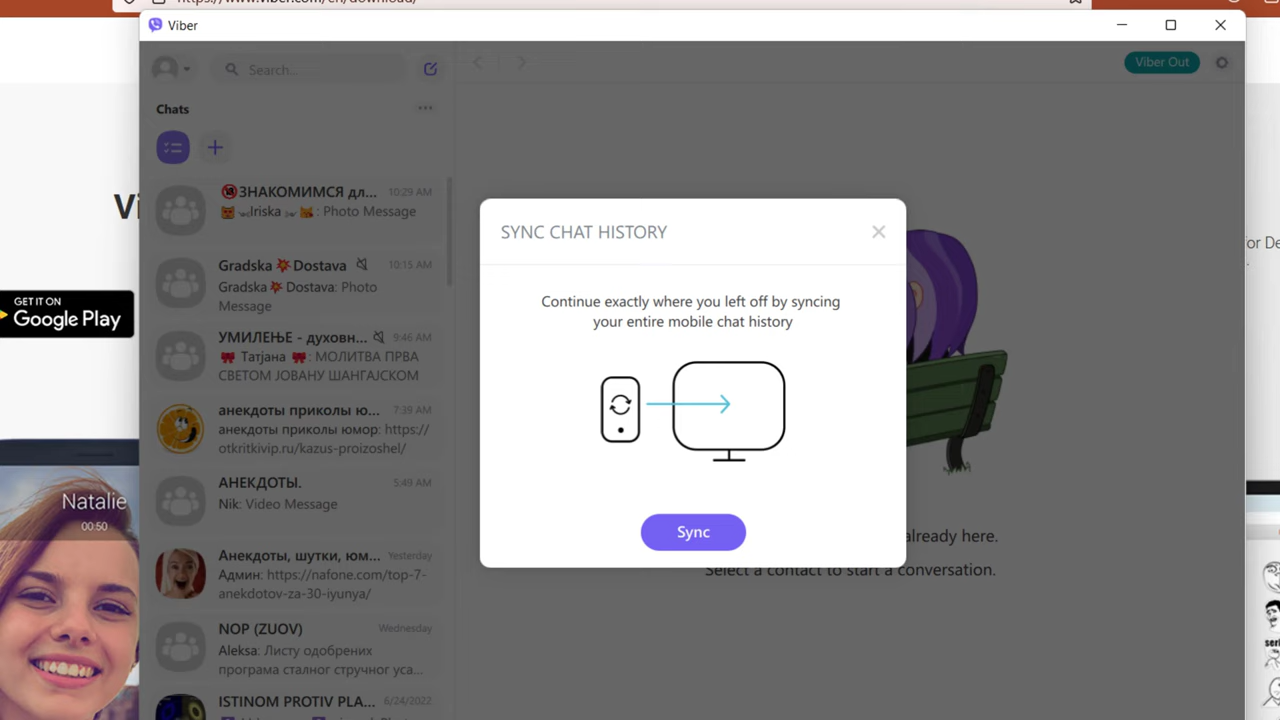 https://www.viber.com/en/download/
Viber
Search...
Viber Out
Chats
Vi
GET IT ON
Google Play
Natalie
00:50
ЗНАКОМИМСЯ дл... 10:29 AM
Iriska : Photo Message
Gradska Dostava 10:15 AM
Gradska Dostava: Photo
Message
УМИЛЕЊЕ - духовн... 9:46 AM
Татјана : МОЛИТВА ПРВА
СВЕТОМ ЈОВАНУ ШАНГАЈСКОМ
анекдоты приколы ю... 7:39 AM
анекдоты приколы юмор: https://
otkritkivip.ru/kazus-proizoshel/
АНЕКДОТЫ. 5:49 AM
Nik: Video Message
Анекдоты, шутки, юм... Yesterday
Админ: https://nafone.com/top-7-
anekdotov-za-30-iyunya/
NOP (ZUOV) Wednesday
Aleksa: Листу одобрених
програма сталног стручног уса...
ISTINOM PROTIV PLA... 6/24/2022
SYNC CHAT HISTORY
Continue exactly where you left off by syncing
your entire mobile chat history
Sync
already here.
Select a contact to start a conversation.
or De